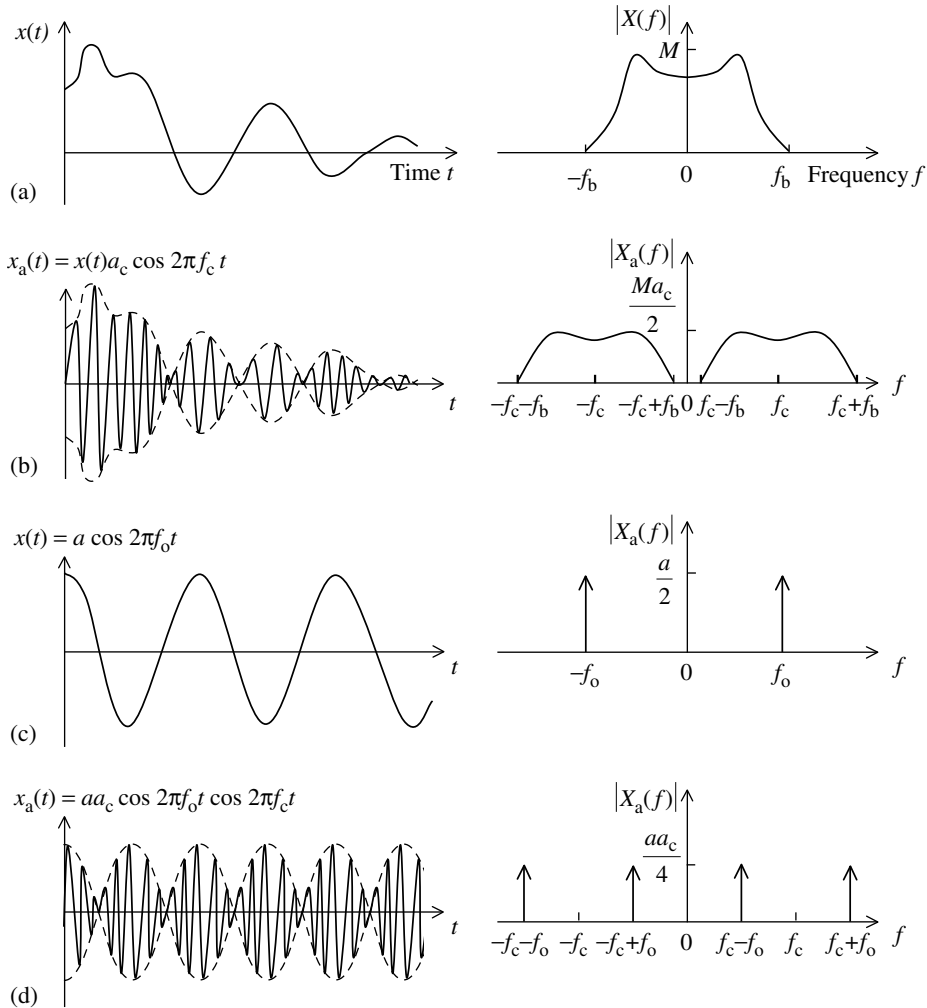 x(t)
|X(f)|
M
Time t
−f_b
0
f_b
Frequency f
(a)
x_a(t) = x(t)a_c cos 2πf_c t
|X_a(f)|
Ma_c
2
t
−f_c−f_b
−f_c
−f_c+f_b
0
f_c−f_b
f_c
f_c+f_b
f
(b)
x(t) = a cos 2πf_o t
|X_a(f)|
a
2
t
−f_o
0
f_o
f
(c)
x_a(t) = aa_c cos 2πf_o t cos 2πf_c t
|X_a(f)|
aa_c
4
t
−f_c−f_o
−f_c
−f_c+f_o
0
f_c−f_o
f_c
f_c+f_o
f
(d)